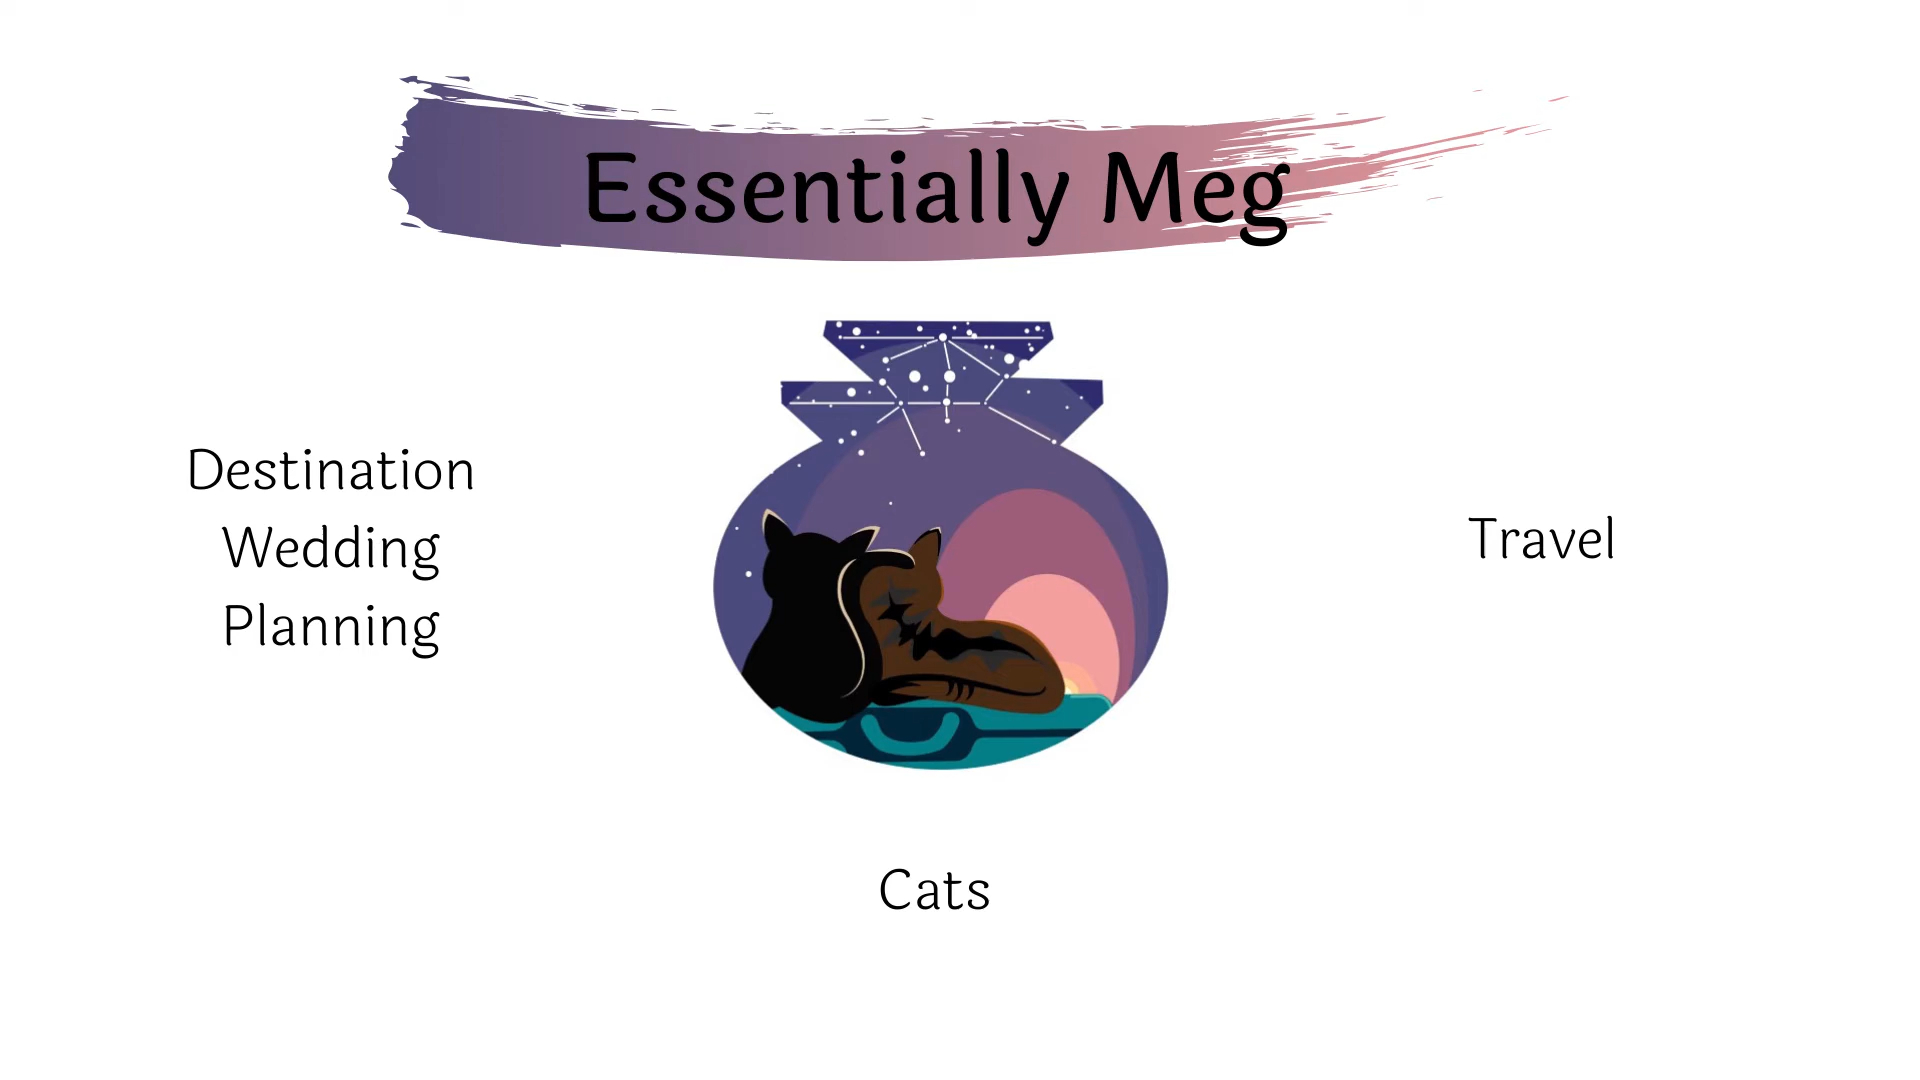 Essentially Meg
Destination
Wedding
Planning
Travel
Cats